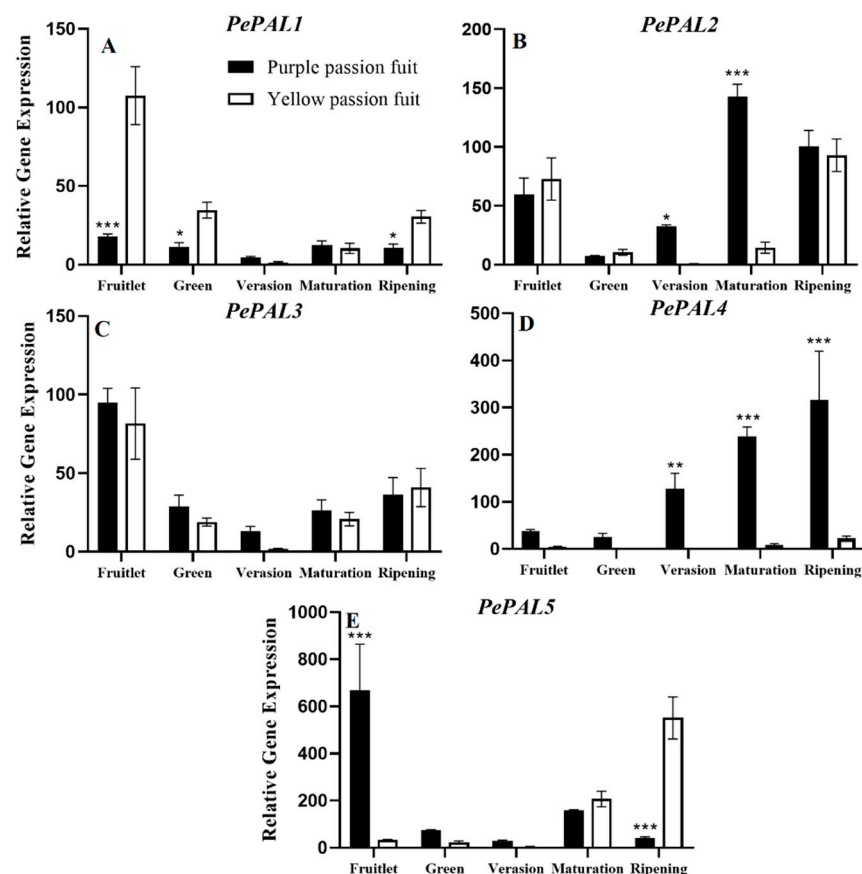 PePAL1
A
Purple passion fuit
Yellow passion fuit
Relative Gene Expression
150
100
50
0
***
*
*
Fruitlet Green Verasion Maturation Ripening
PePAL2
B
200
150
100
50
0
*
***
Fruitlet Green Verasion Maturation Ripening
PePAL3
C
Relative Gene Expression
150
100
50
0
Fruitlet Green Verasion Maturation Ripening
PePAL4
D
500
400
300
200
100
0
**
***
***
Fruitlet Green Verasion Maturation Ripening
PePAL5
E
Relative Gene Expression
1000
800
600
400
200
0
***
***
Fruitlet Green Verasion Maturation Ripening